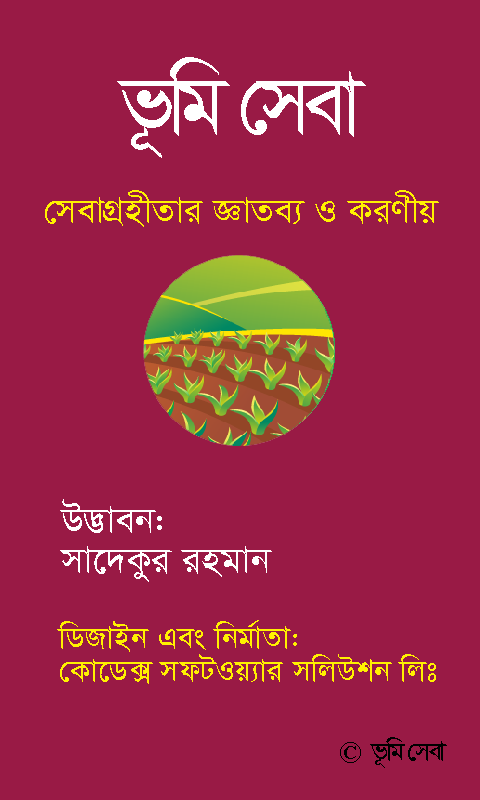 ভূমি সেবা
সেবাগ্রহীতার জ্ঞাতব্য ও করণীয়
উদ্ভাবন:
সাদেকুর রহমান
ডিজাইন এবং নির্মাতা:
কোডেক্স সফটওয়্যার সলিউশন লিঃ
© ভূমি সেবা